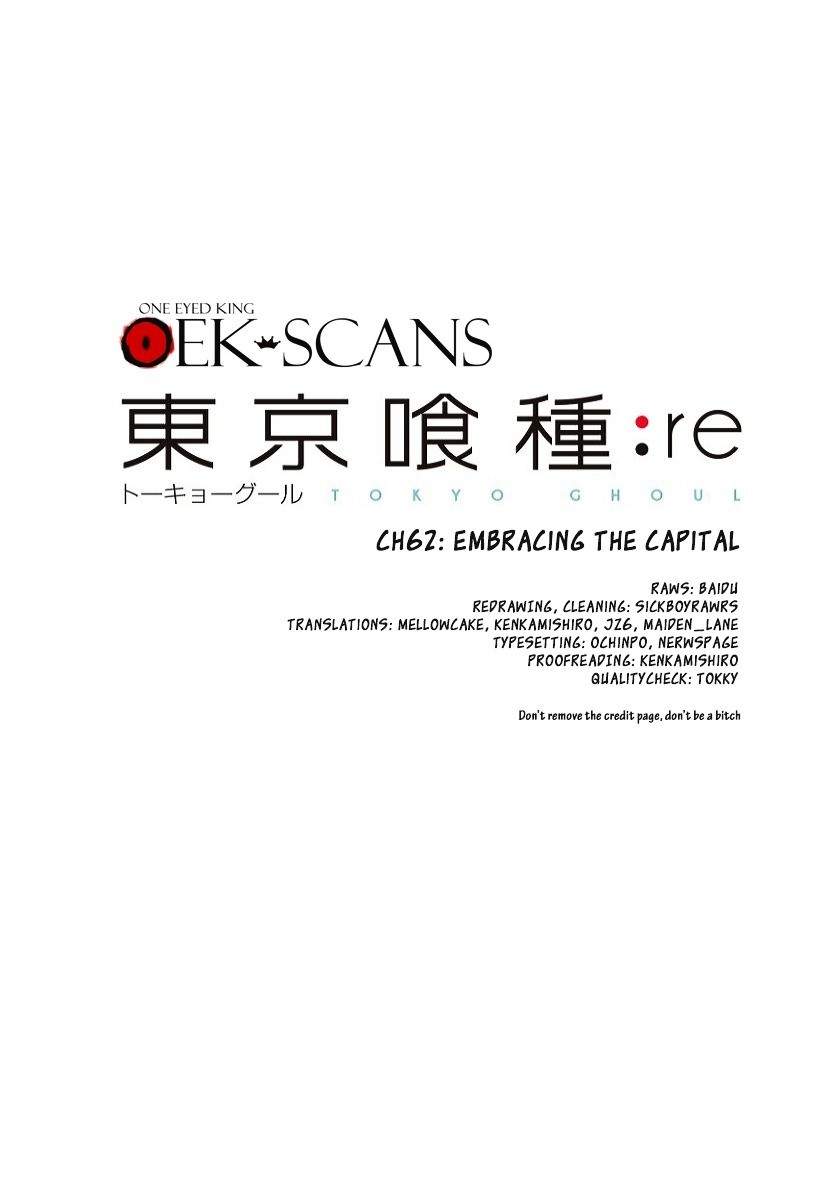 ONE EYED KING
OEK SCANS
東京喰種:re
トーキョーグール TOKYO GHOUL
CH62: EMBRACING THE CAPITAL
RAWS: BAIDU
REDRAWING, CLEANING: SICKBOYRAWRS
TRANSLATIONS: MELLOWCAKE, KENKAMISHIRO, JZ6, MAIDEN_LANE
TYPESETTING: OCHINPO, NERWSPAGE
PROOFREADING: KENKAMISHIRO
QUALITYCHECK: TOKKY
Don't remove the credit page, don't be a bitch